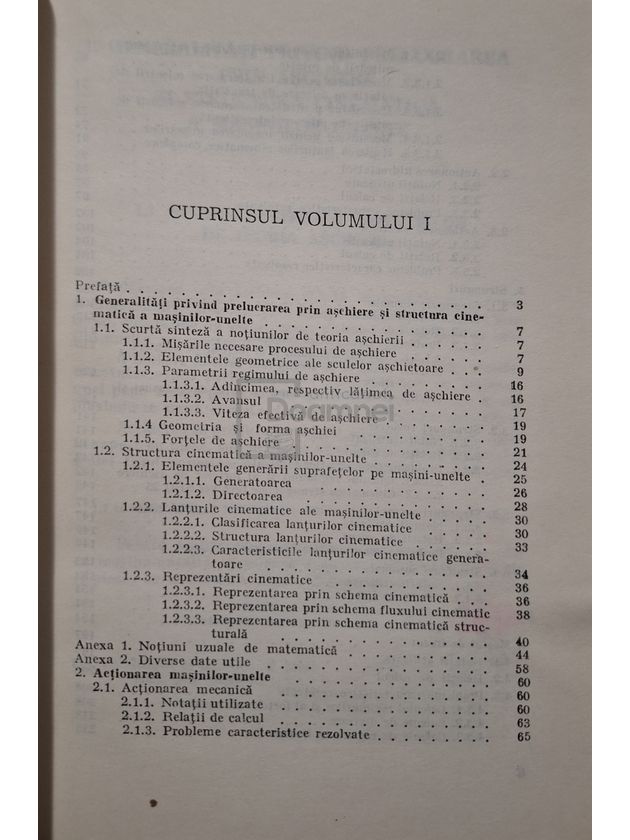 CUPRINSUL VOLUMULUI I
Prefață . . . . . . . . . . 3
1. Generalități privind prelucrarea prin așchiere și structura cine-
matică a mașinilor-unelte . . . . . . . . . . 7
1.1. Scurtă sinteză a noțiunilor de teoria așchierii . . . . . 7
1.1.1. Mișările necesare procesului de așchiere . . . . . 7
1.1.2. Elementele geometrice ale sculelor așchietoare . . . 9
1.1.3. Parametrii regimului de așchiere . . . . . 16
1.1.3.1. Adîncimea, respectiv lățimea de așchiere . 16
1.1.3.2. Avansul . . . . . 17
1.1.3.3. Viteza efectivă de așchiere . . . . . 19
1.1.4 Geometria și forma așchiei . . . . . 19
1.1.5. Forțele de așchiere . . . . . 21
1.2. Structura cinematică a mașinilor-unelte . . . . . 24
1.2.1. Elementele generării suprafețelor pe mașini-unelte . 25
1.2.1.1. Generatoarea . . . . . 26
1.2.1.2. Directoarea . . . . . 28
1.2.2. Lanțurile cinematice ale mașinilor-unelte . . . . . 30
1.2.2.1. Clasificarea lanțurilor cinematice . . . . . 30
1.2.2.2. Structura lanțurilor cinematice . . . . . 33
1.2.2.3. Caracteristicile lanțurilor cinematice genera-
toare . . . . . 34
1.2.3. Reprezentări cinematice . . . . . 36
1.2.3.1. Reprezentarea prin schema cinematică . . . 36
1.2.3.2. Reprezentarea prin schema fluxului cinematic 38
1.2.3.3. Reprezentarea prin schema cinematică struc-
turală . . . . . 40
Anexa 1. Noțiuni uzuale de matematică . . . . . 44
Anexa 2. Diverse date utile . . . . . 58
2. Acționarea mașinilor-unelte . . . . . 60
2.1. Acționarea mecanică . . . . . 60
2.1.1. Notații utilizate . . . . . 60
2.1.2. Relații de calcul . . . . . 63
2.1.3. Probleme caracteristice rezolvate . . . . . 65